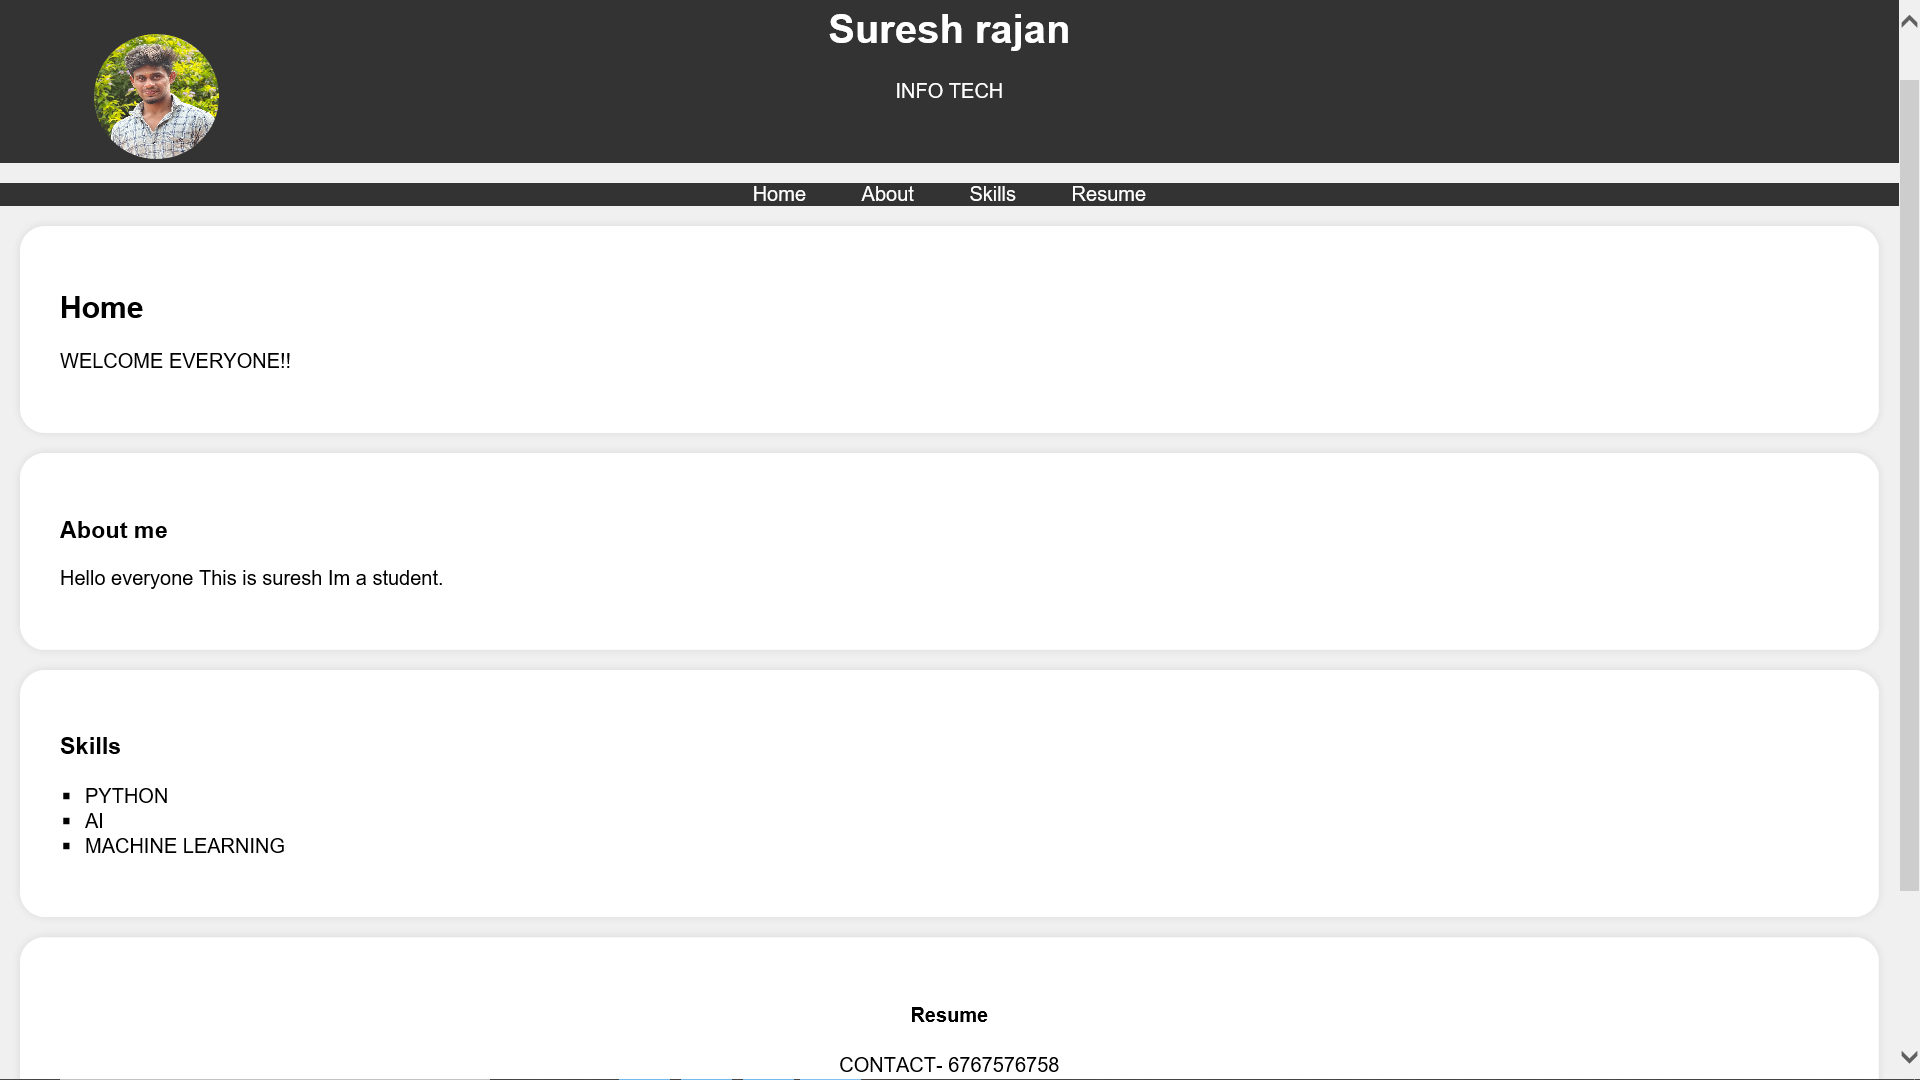 Suresh rajan
INFO TECH
Home About Skills Resume
Home
WELCOME EVERYONE!!
About me
Hello everyone This is suresh Im a student.
Skills
PYTHON
AI
MACHINE LEARNING
Resume
CONTACT- 6767576758